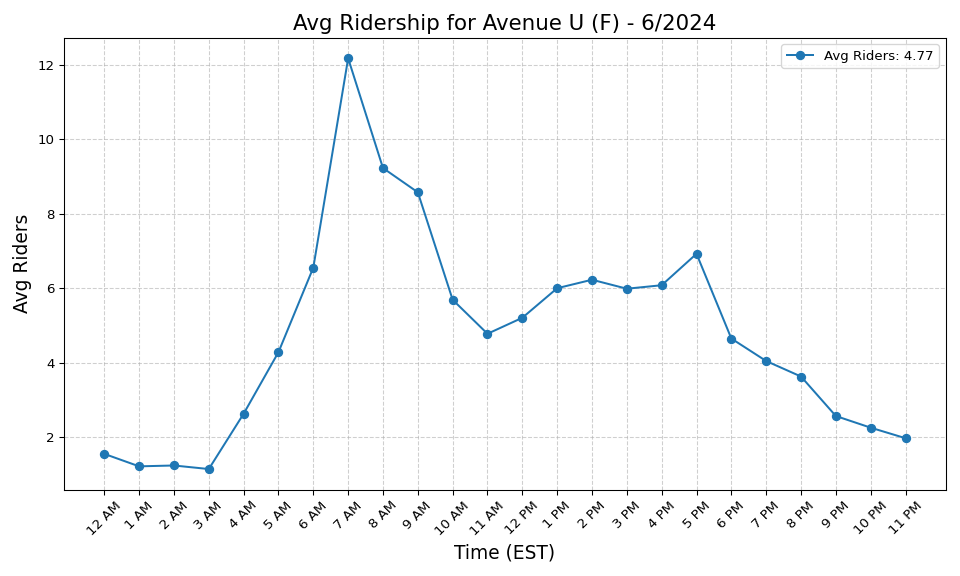 Avg Ridership for Avenue U (F) - 6/2024
Avg Riders: 4.77
Avg Riders
12
10
8
6
4
2
12 AM
1 AM
2 AM
3 AM
4 AM
5 AM
6 AM
7 AM
8 AM
9 AM
10 AM
11 AM
12 PM
1 PM
2 PM
3 PM
4 PM
5 PM
6 PM
7 PM
8 PM
9 PM
10 PM
11 PM
Time (EST)